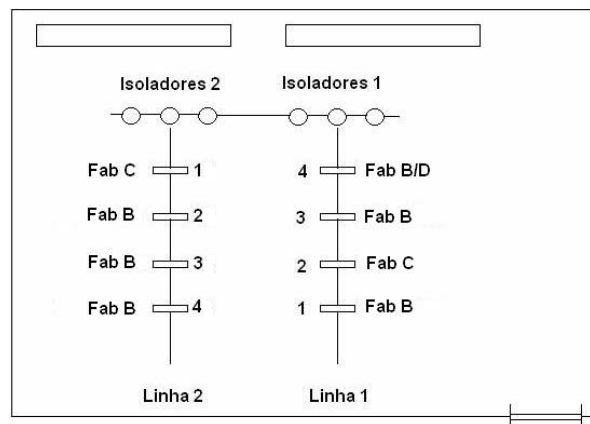 Isoladores 2 Isoladores 1
Fab C 1 4 Fab B/D
Fab B 2 3 Fab B
Fab B 3 2 Fab C
Fab B 4 1 Fab B
Linha 2 Linha 1